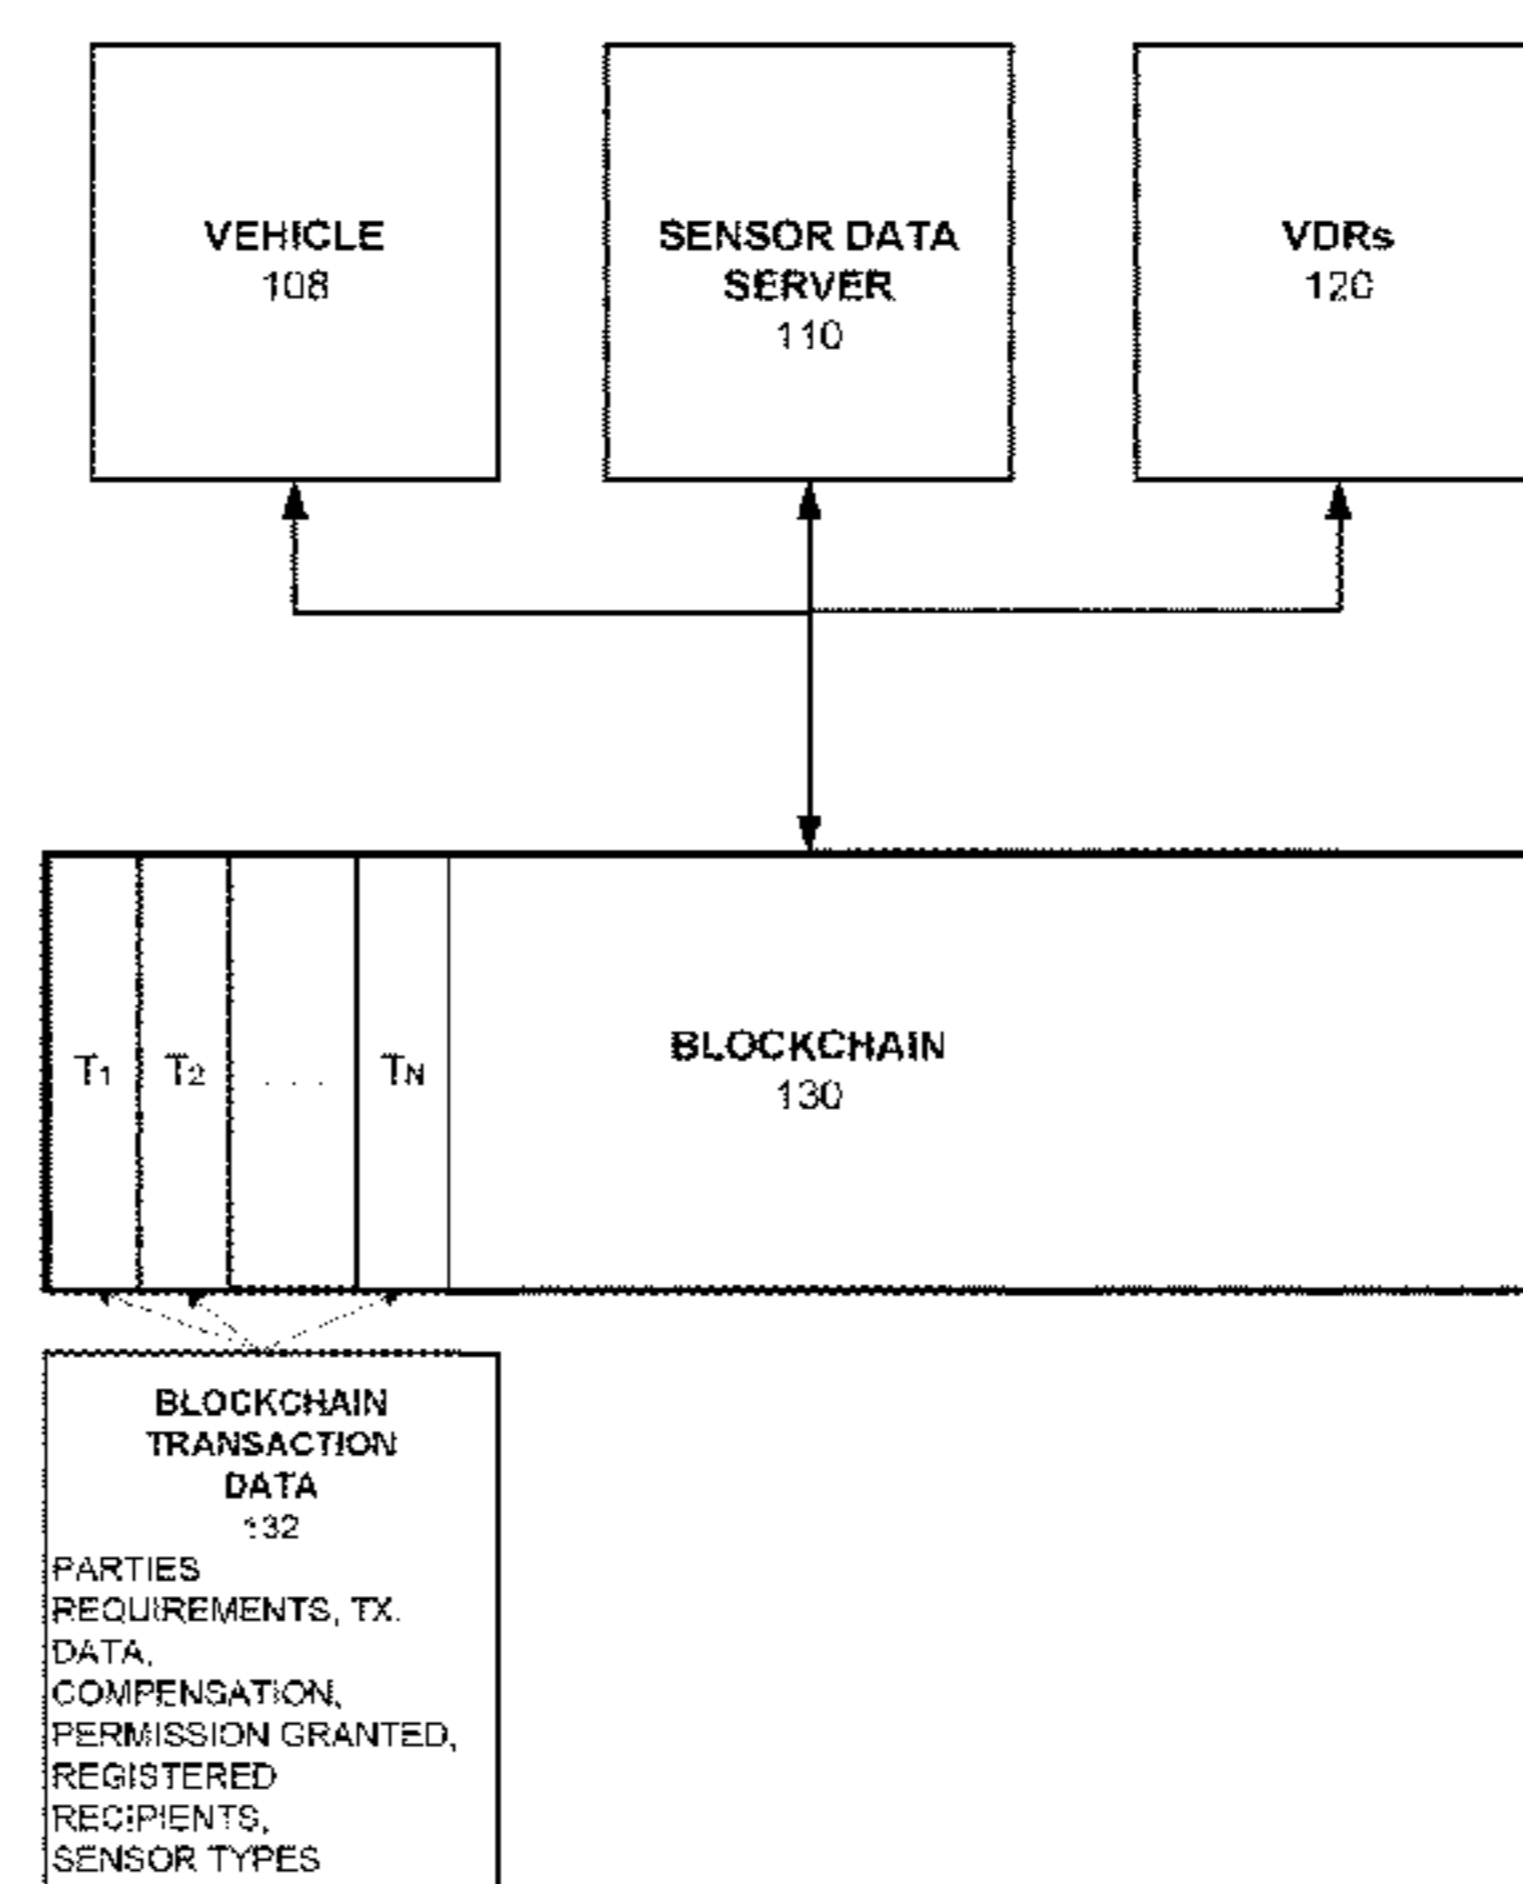 VEHICLE
108
SENSOR DATA
SERVER
110
VDRs
120
T1
T2
. . .
TN
BLOCKCHAIN
130
BLOCKCHAIN
TRANSACTION
DATA
132
PARTIES
REQUIREMENTS, TX.
DATA,
COMPENSATION,
PERMISSION GRANTED,
REGISTERED
RECIPIENTS,
SENSOR TYPES